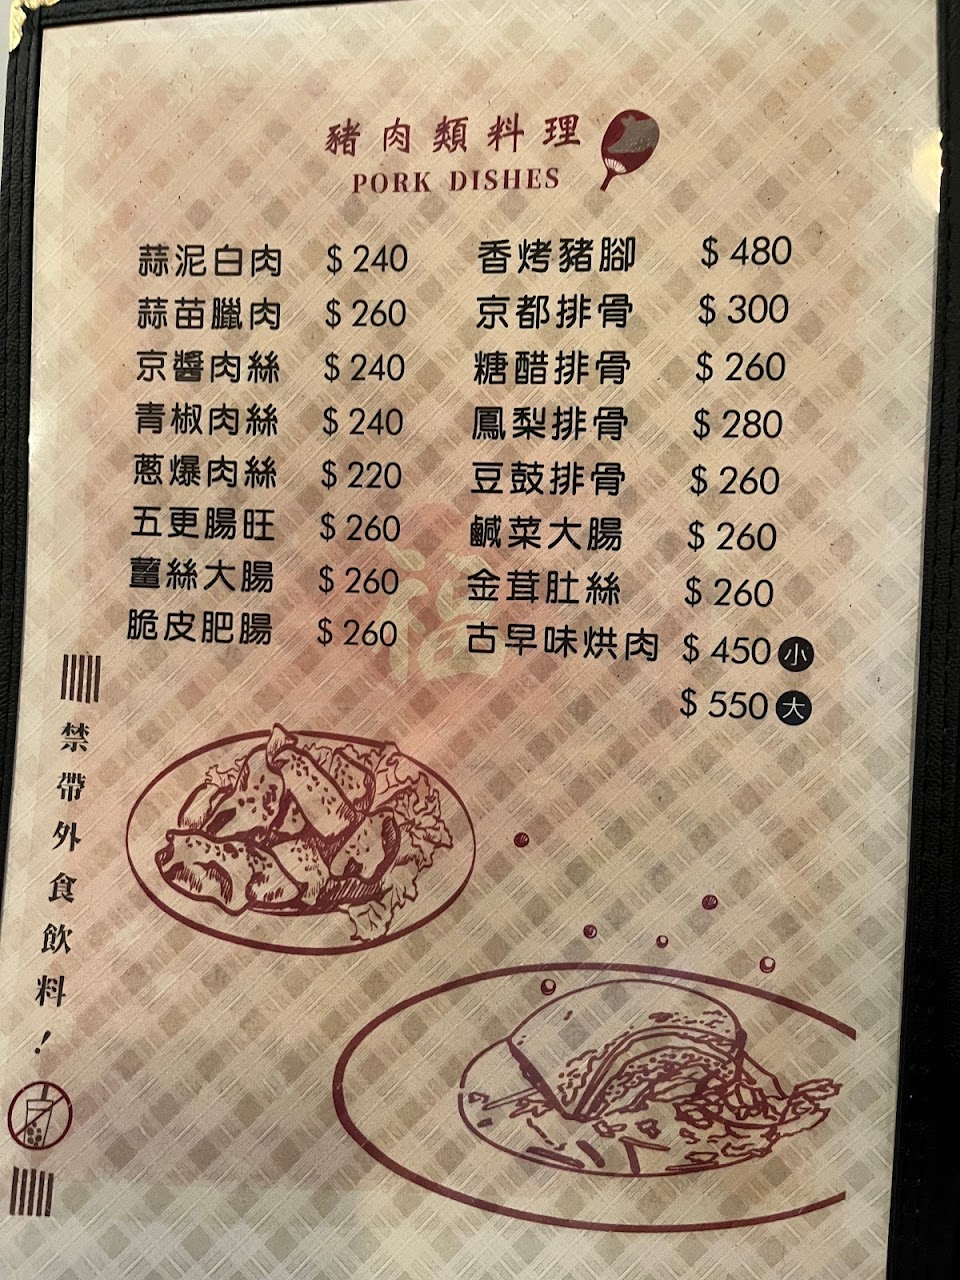 豬肉類料理
PORK DISHES
蒜泥白肉 $240
蒜苗臘肉 $260
京醬肉絲 $240
青椒肉絲 $240
蔥爆肉絲 $220
五更腸旺 $260
薑絲大腸 $260
脆皮肥腸 $260
香烤豬腳 $480
京都排骨 $300
糖醋排骨 $260
鳳梨排骨 $280
豆鼓排骨 $260
鹹菜大腸 $260
金茸肚絲 $260
古早味烘肉 $450 小
$550 大
福
禁帶外食飲料!